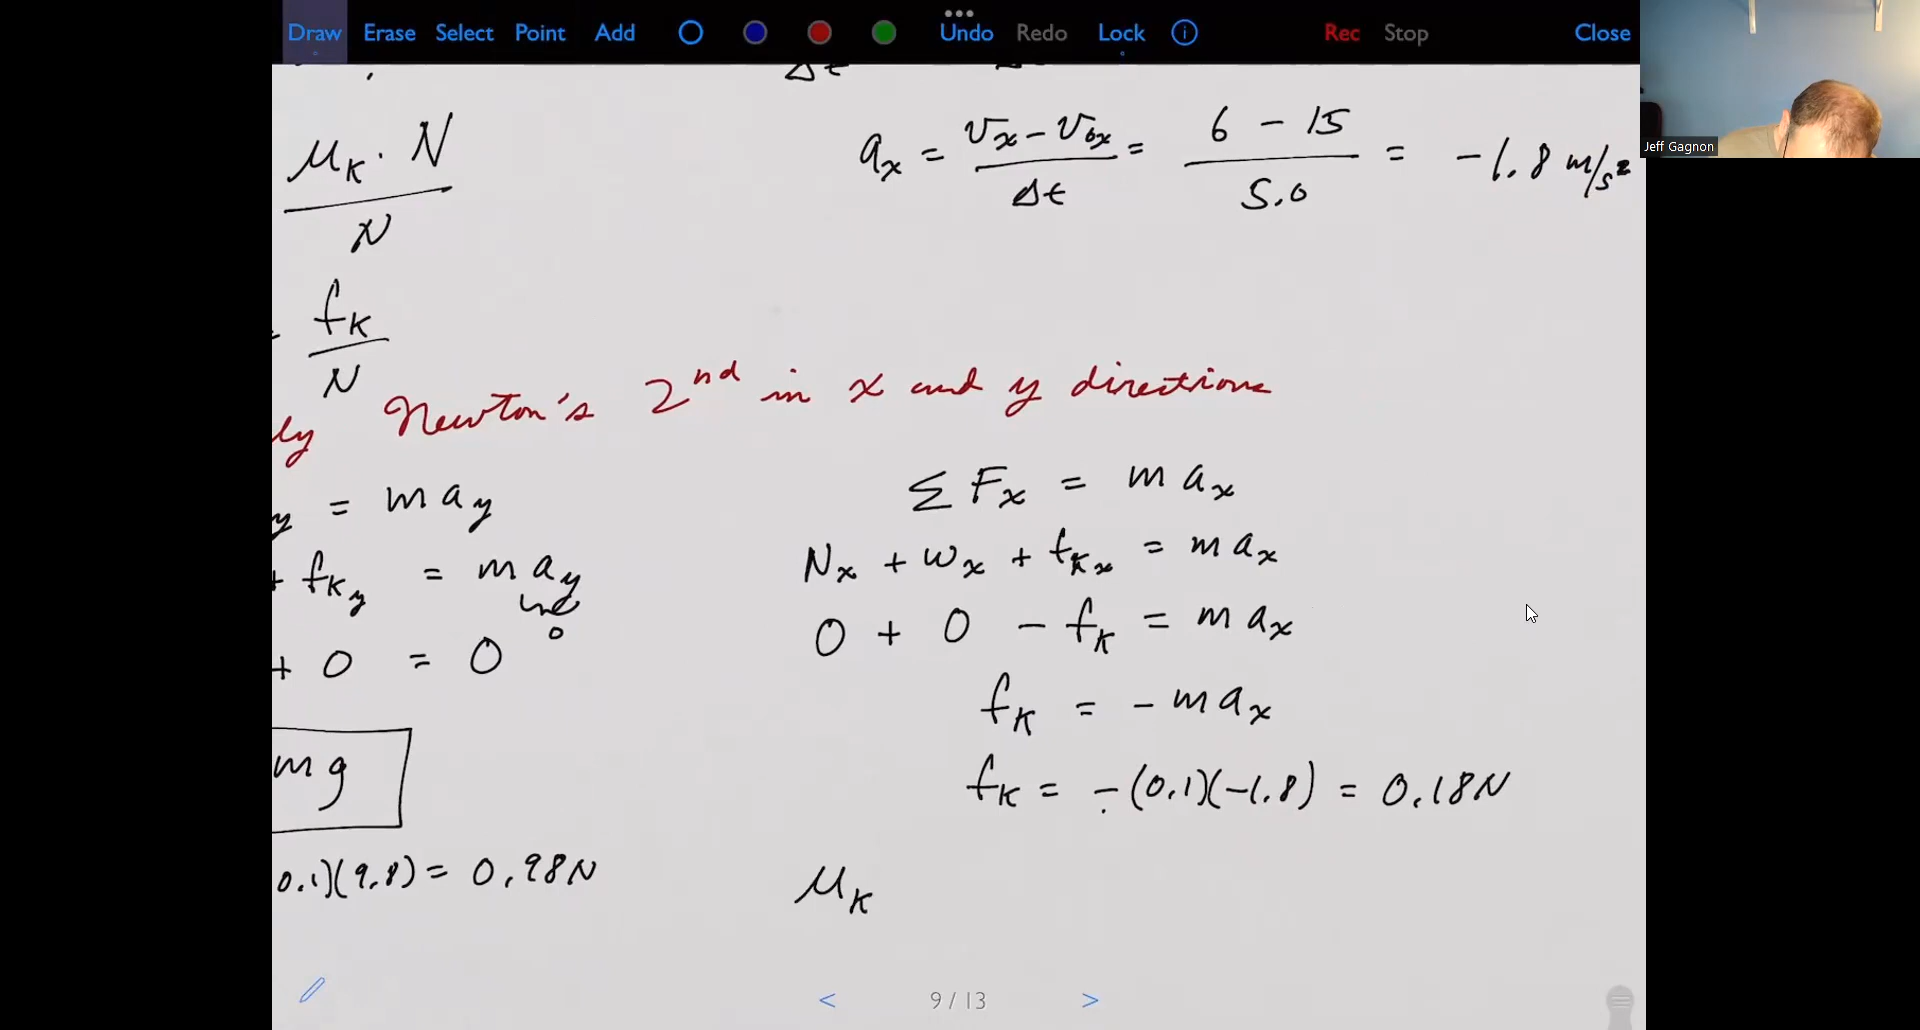 Draw Erase Select Point Add Undo Redo Lock Rec Stop Close
Jeff Gagnon
Δt
μk · N
N
ax = vx - v0x / Δt = 6 - 15 / 5.0 = -1.8 m/s²
= fk / N
ly Newton's 2nd in x and y directions
y = m ay
+ fky = m ay
0
+ 0 = 0
mg
0.1)(9.8) = 0.98N
Σ Fx = m ax
Nx + wx + fkx = m ax
0 + 0 - fk = m ax
fk = - m ax
fk = -(0.1)(-1.8) = 0.18N
μk
< 9 / 13 >